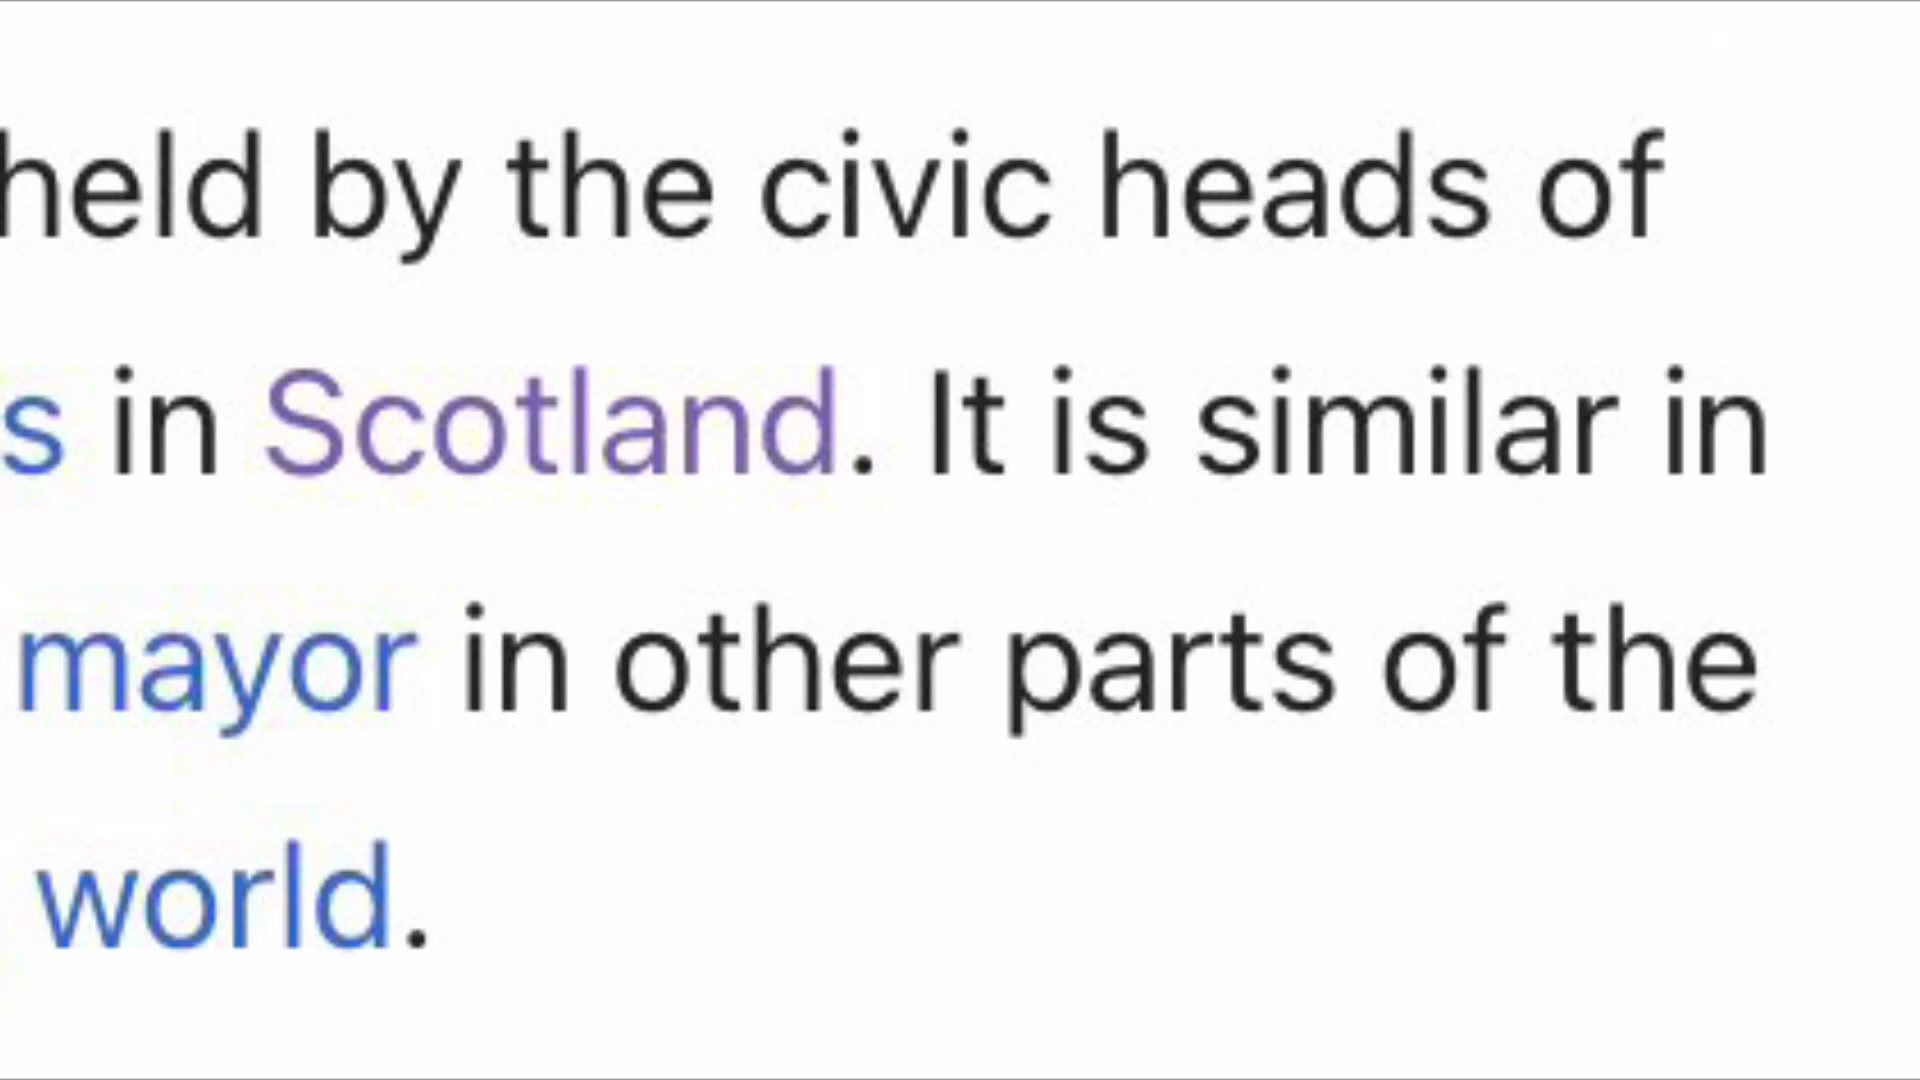 held by the civic heads of
s in Scotland. It is similar in
mayor in other parts of the
world.